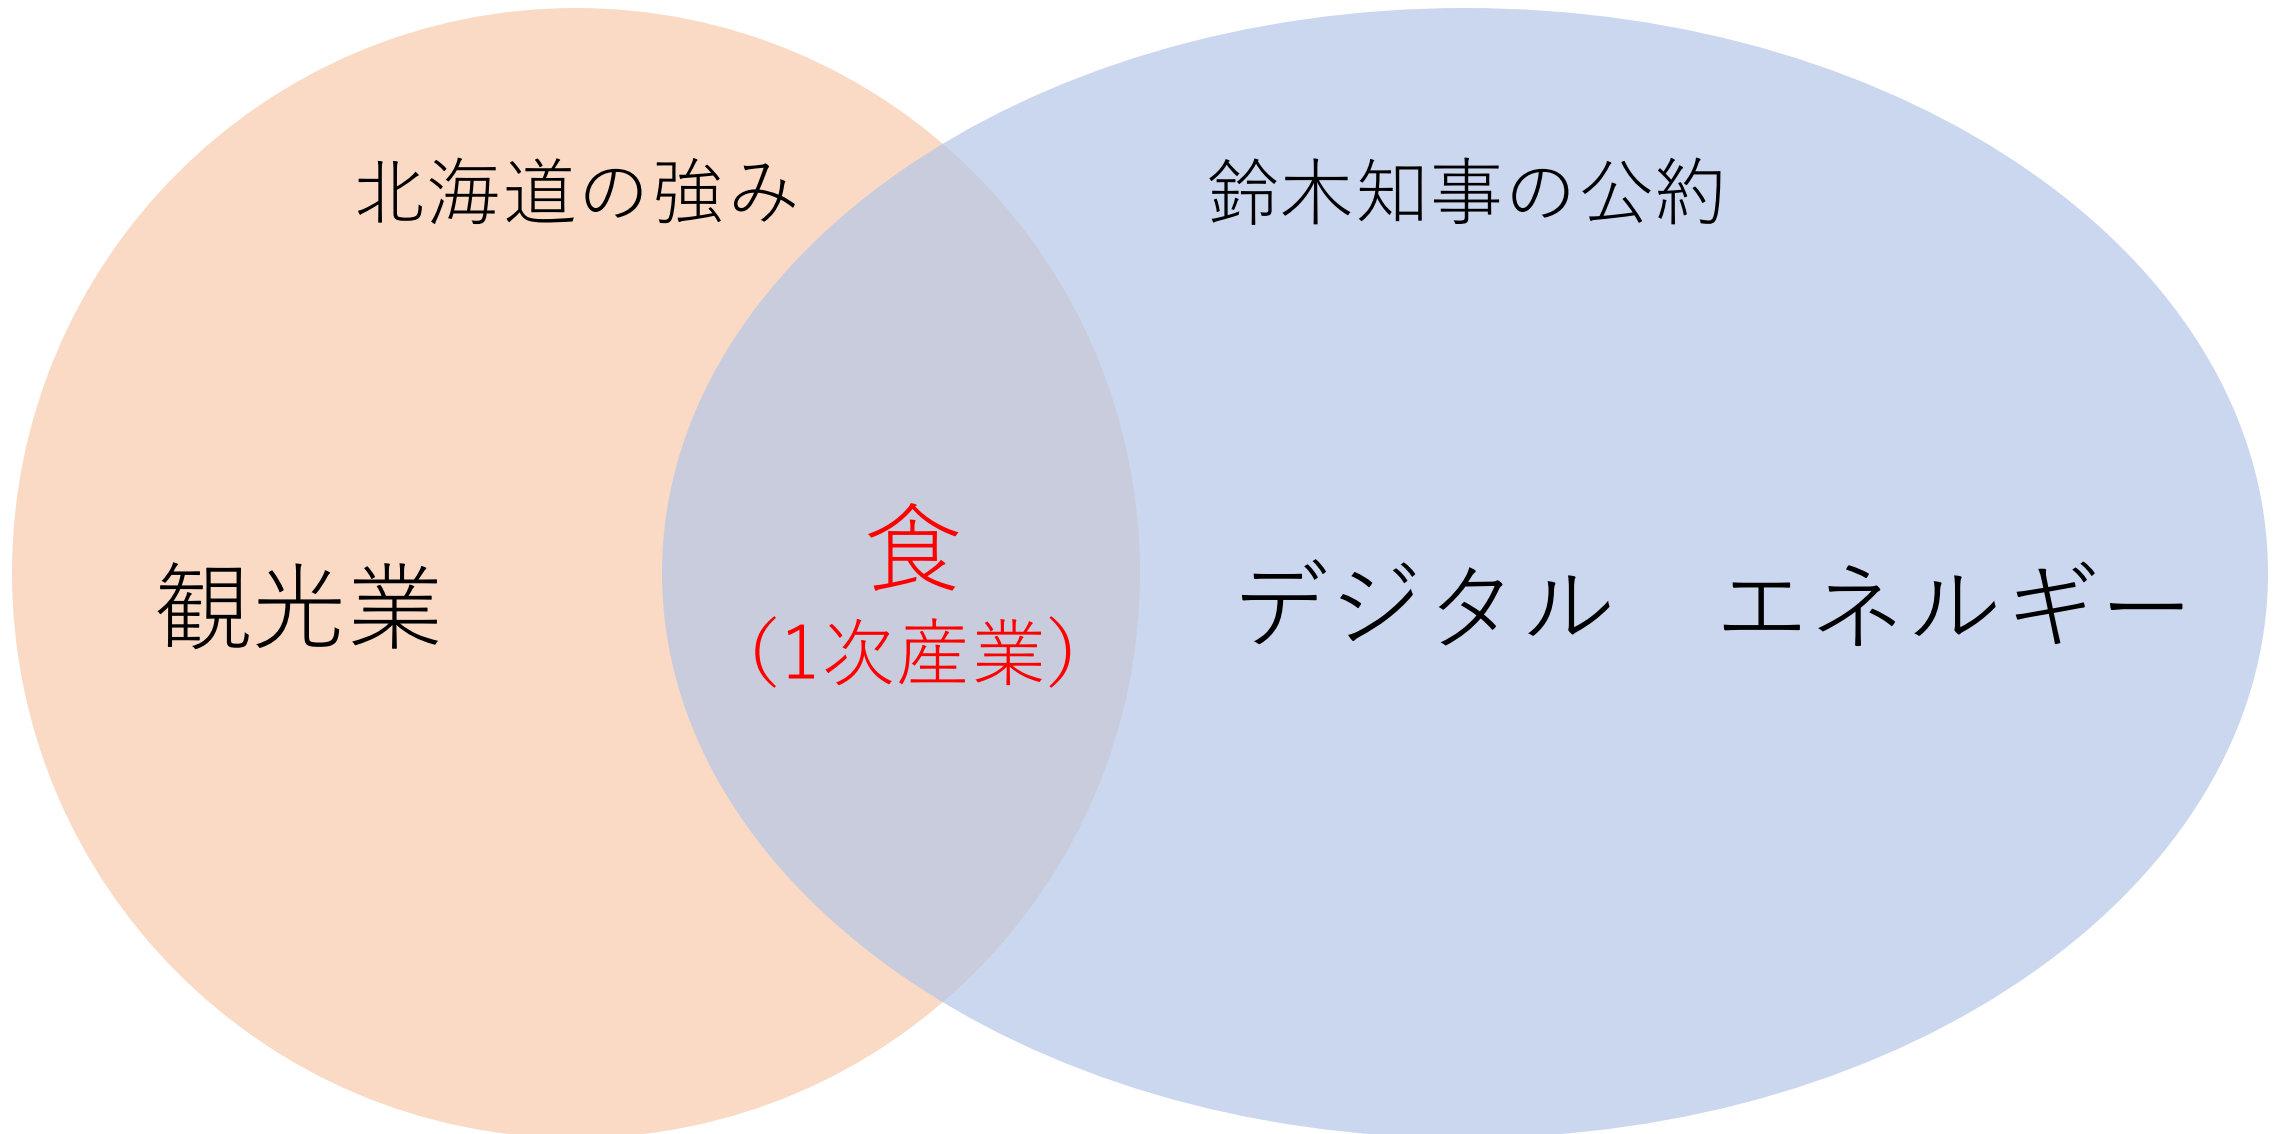 北海道の強み
鈴木知事の公約
観光業
食
(1次産業)
デジタル エネルギー